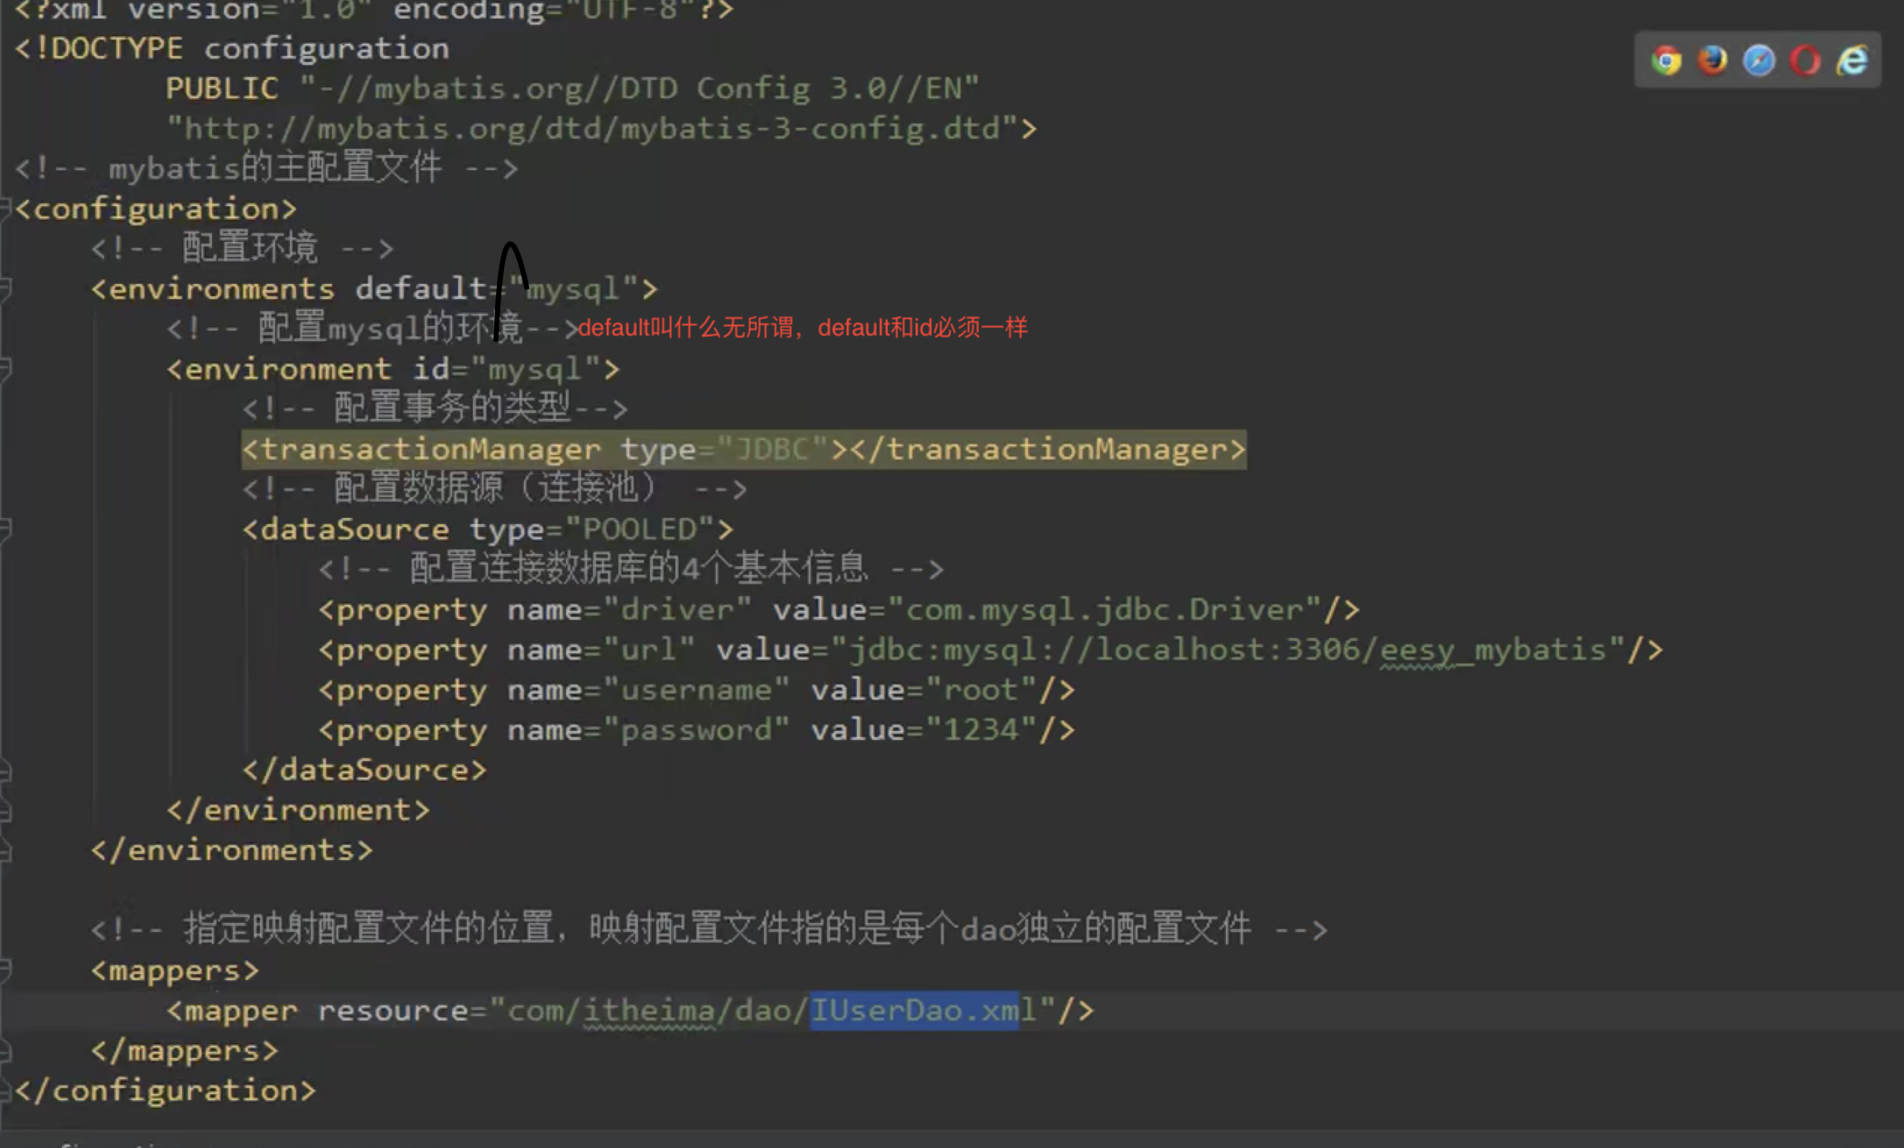 <?xml version="1.0" encoding="UTF-8"?>
<!DOCTYPE configuration
PUBLIC "-//mybatis.org//DTD Config 3.0//EN"
"http://mybatis.org/dtd/mybatis-3-config.dtd">
<!-- mybatis的主配置文件 -->
<configuration>
<!-- 配置环境 -->
<environments default="mysql">
<!-- 配置mysql的环境-->default叫什么无所谓，default和id必须一样
<environment id="mysql">
<!-- 配置事务的类型-->
<transactionManager type="JDBC"></transactionManager>
<!-- 配置数据源（连接池） -->
<dataSource type="POOLED">
<!-- 配置连接数据库的4个基本信息 -->
<property name="driver" value="com.mysql.jdbc.Driver"/>
<property name="url" value="jdbc:mysql://localhost:3306/eesy_mybatis"/>
<property name="username" value="root"/>
<property name="password" value="1234"/>
</dataSource>
</environment>
</environments>
<!-- 指定映射配置文件的位置，映射配置文件指的是每个dao独立的配置文件 -->
<mappers>
<mapper resource="com/itheima/dao/IUserDao.xml"/>
</mappers>
</configuration>